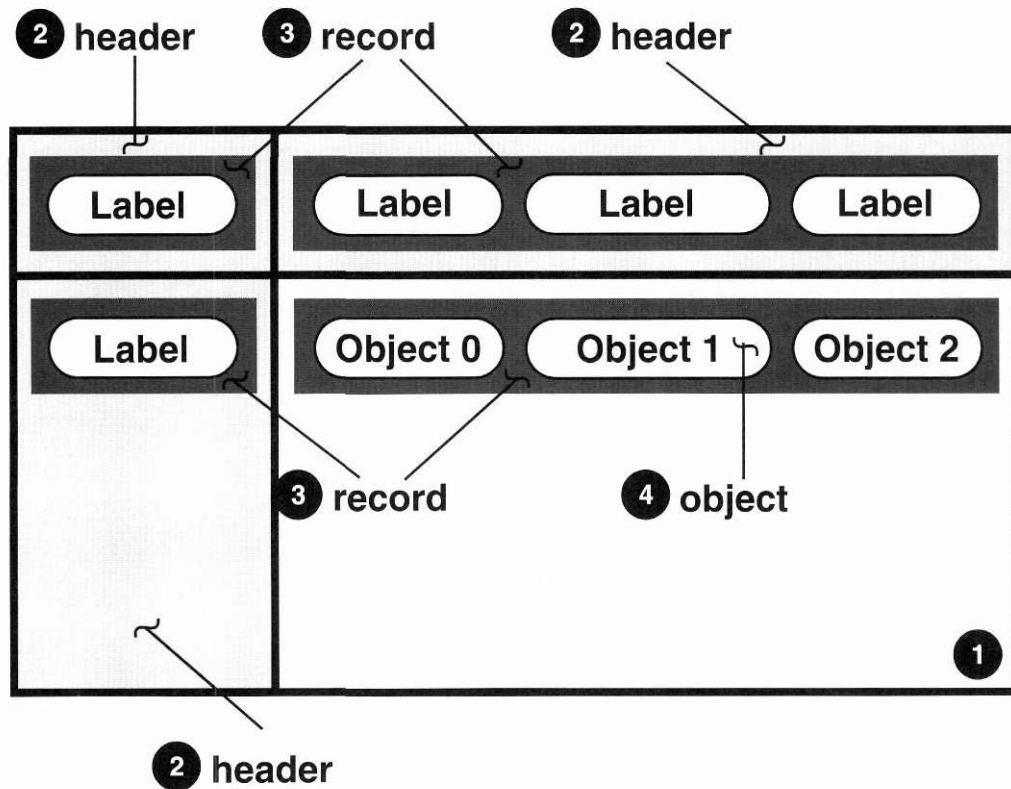 2 header 3 record 2 header
Label Label Label Label
Label Object 0 Object 1 Object 2
3 record 4 object
1
2 header